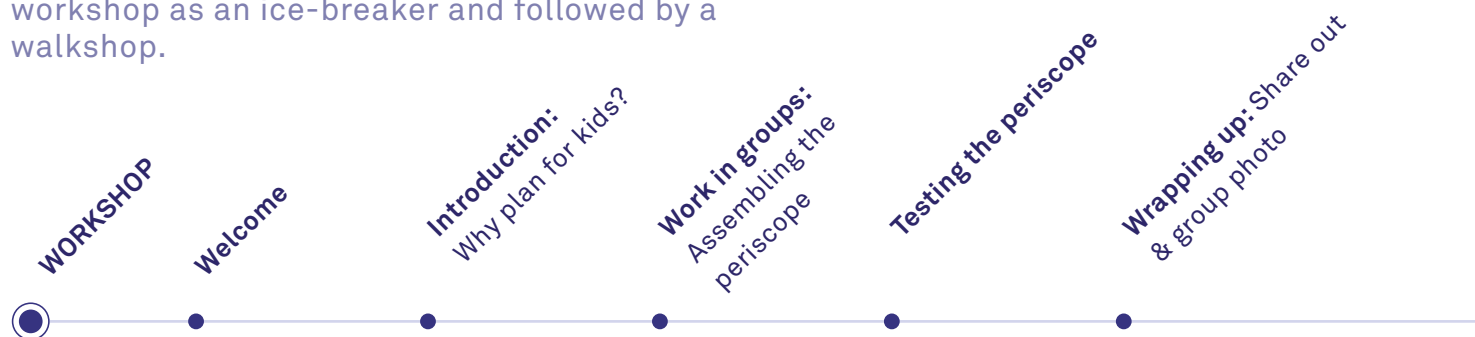 workshop as an ice-breaker and followed by a
walkshop.
WORKSHOP
Welcome
Introduction:
Why plan for kids?
Work in groups:
Assembling the
periscope
Testing the periscope
Wrapping up: Share out
& group photo